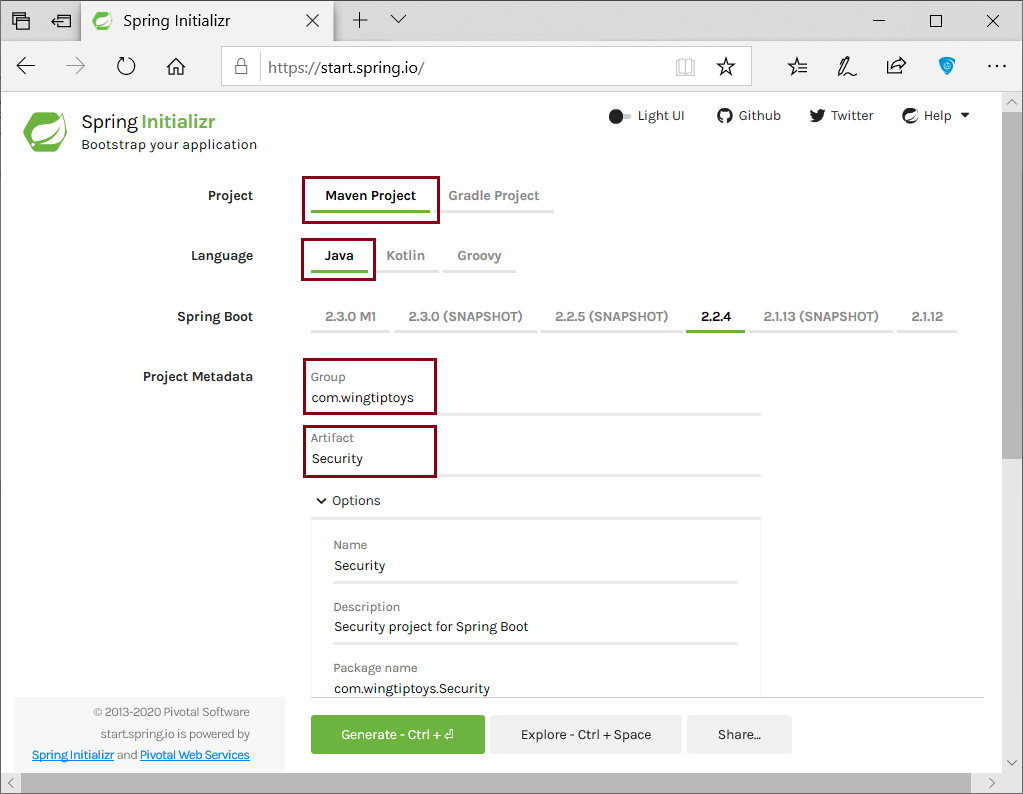 Spring Initializr
https://start.spring.io/
Spring Initializr
Bootstrap your application
Light UI Github Twitter Help
Project Maven Project Gradle Project
Language Java Kotlin Groovy
Spring Boot 2.3.0 M1 2.3.0 (SNAPSHOT) 2.2.5 (SNAPSHOT) 2.2.4 2.1.13 (SNAPSHOT) 2.1.12
Project Metadata Group
com.wingtiptoys
Artifact
Security
Options
Name
Security
Description
Security project for Spring Boot
Package name
com.wingtiptoys.Security
© 2013-2020 Pivotal Software
start.spring.io is powered by
Spring Initializr and Pivotal Web Services
Generate - Ctrl + ⏎ Explore - Ctrl + Space Share...